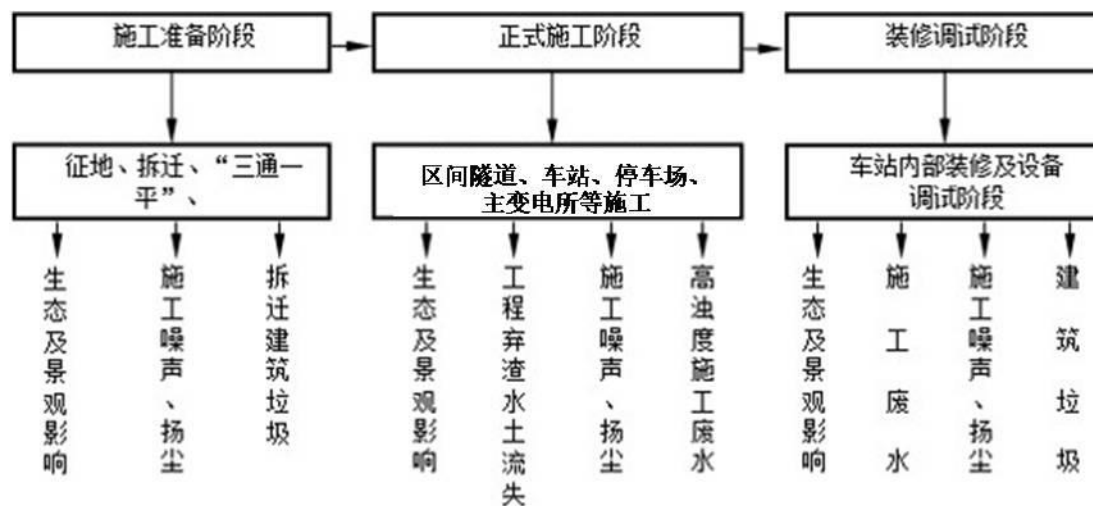 施工准备阶段
正式施工阶段
装修调试阶段
征地、拆迁、“三通一
平”、
区间隧道、车站、停车场、
主变电所等施工
车站内部装修及设备
调试阶段
生态及景观影响
施工噪声、扬尘
拆迁建筑垃圾
生态及景观影响
工程弃渣水土流失
施工噪声、扬尘
高浊度施工废水
生态及景观影响
施工废水
施工噪声、扬尘
建筑垃圾